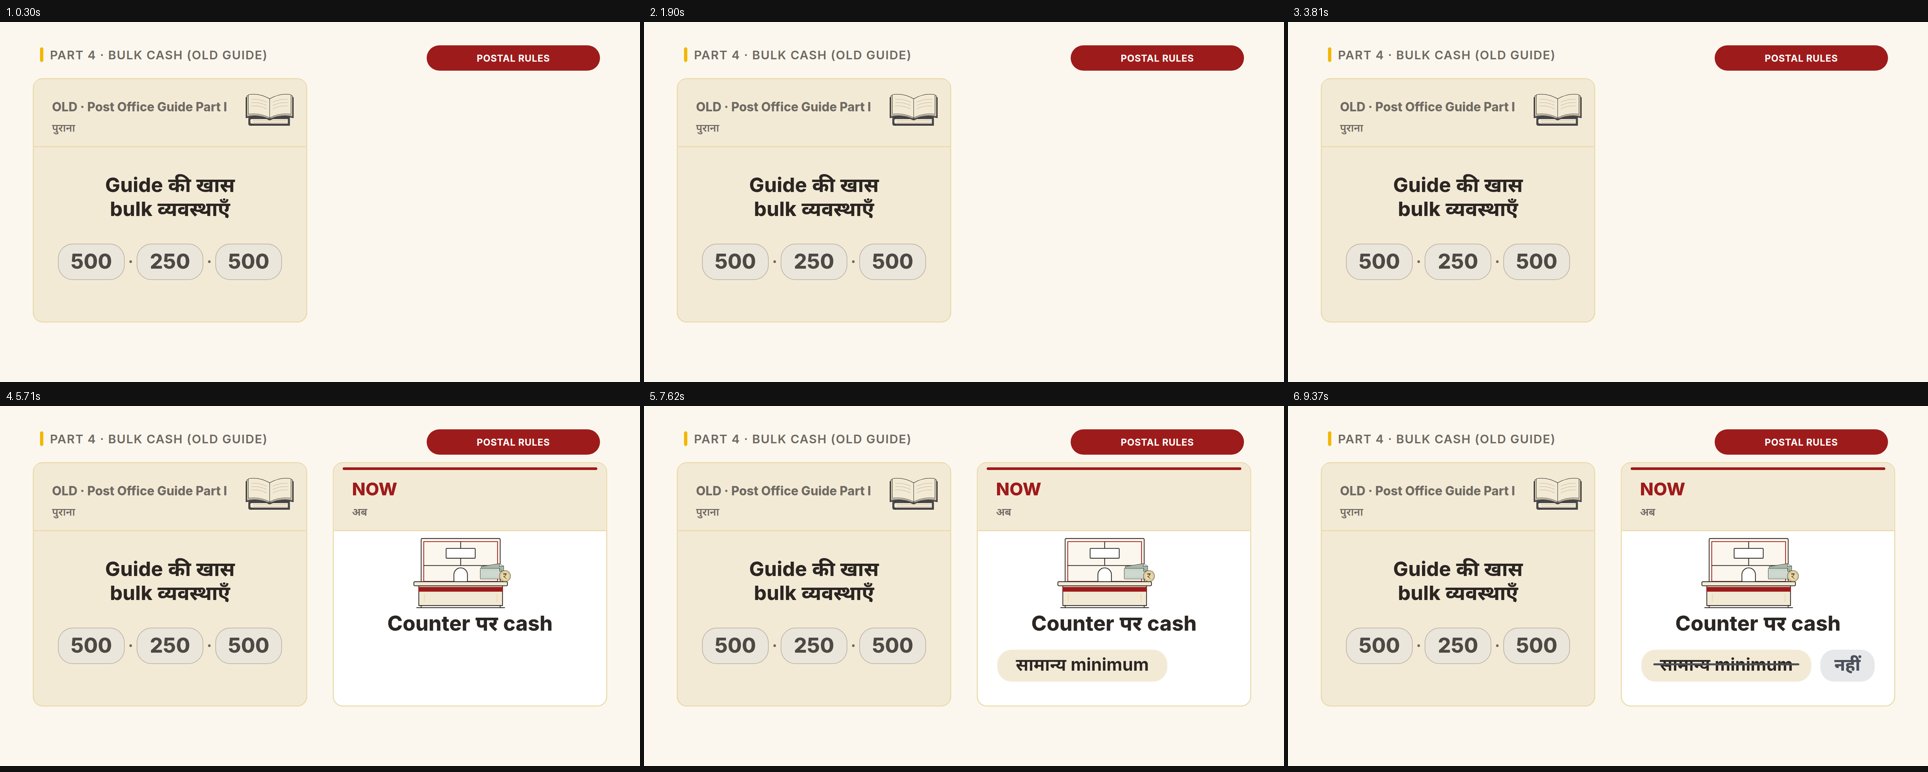 1. 0.30s
PART 4 · BULK CASH (OLD GUIDE)
POSTAL RULES
OLD · Post Office Guide Part I
पुराना
Guide की खास
bulk व्यवस्थाएँ
500 · 250 · 500
2. 1.90s
PART 4 · BULK CASH (OLD GUIDE)
POSTAL RULES
OLD · Post Office Guide Part I
पुराना
Guide की खास
bulk व्यवस्थाएँ
500 · 250 · 500
3. 3.81s
PART 4 · BULK CASH (OLD GUIDE)
POSTAL RULES
OLD · Post Office Guide Part I
पुराना
Guide की खास
bulk व्यवस्थाएँ
500 · 250 · 500
4. 5.71s
PART 4 · BULK CASH (OLD GUIDE)
POSTAL RULES
OLD · Post Office Guide Part I
पुराना
Guide की खास
bulk व्यवस्थाएँ
500 · 250 · 500
NOW
अब
₹
Counter पर cash
5. 7.62s
PART 4 · BULK CASH (OLD GUIDE)
POSTAL RULES
OLD · Post Office Guide Part I
पुराना
Guide की खास
bulk व्यवस्थाएँ
500 · 250 · 500
NOW
अब
₹
Counter पर cash
सामान्य minimum
6. 9.37s
PART 4 · BULK CASH (OLD GUIDE)
POSTAL RULES
OLD · Post Office Guide Part I
पुराना
Guide की खास
bulk व्यवस्थाएँ
500 · 250 · 500
NOW
अब
₹
Counter पर cash
सामान्य minimum नहीं